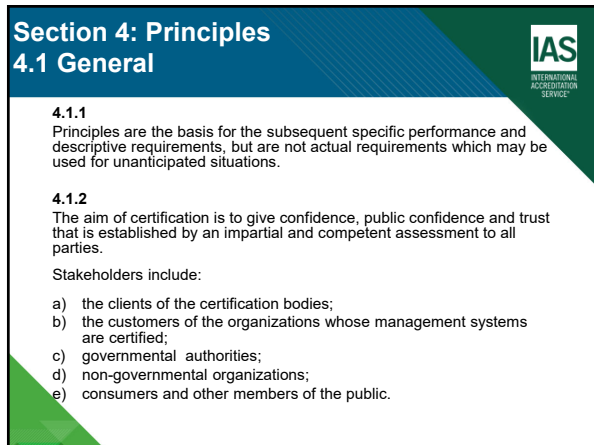 Section 4: Principles
4.1 General
IAS
INTERNATIONAL
ACCREDITATION
SERVICE®
4.1.1
Principles are the basis for the subsequent specific performance and
descriptive requirements, but are not actual requirements which may be
used for unanticipated situations.
4.1.2
The aim of certification is to give confidence, public confidence and trust
that is established by an impartial and competent assessment to all
parties.
Stakeholders include:
a) the clients of the certification bodies;
b) the customers of the organizations whose management systems
are certified;
c) governmental authorities;
d) non-governmental organizations;
e) consumers and other members of the public.